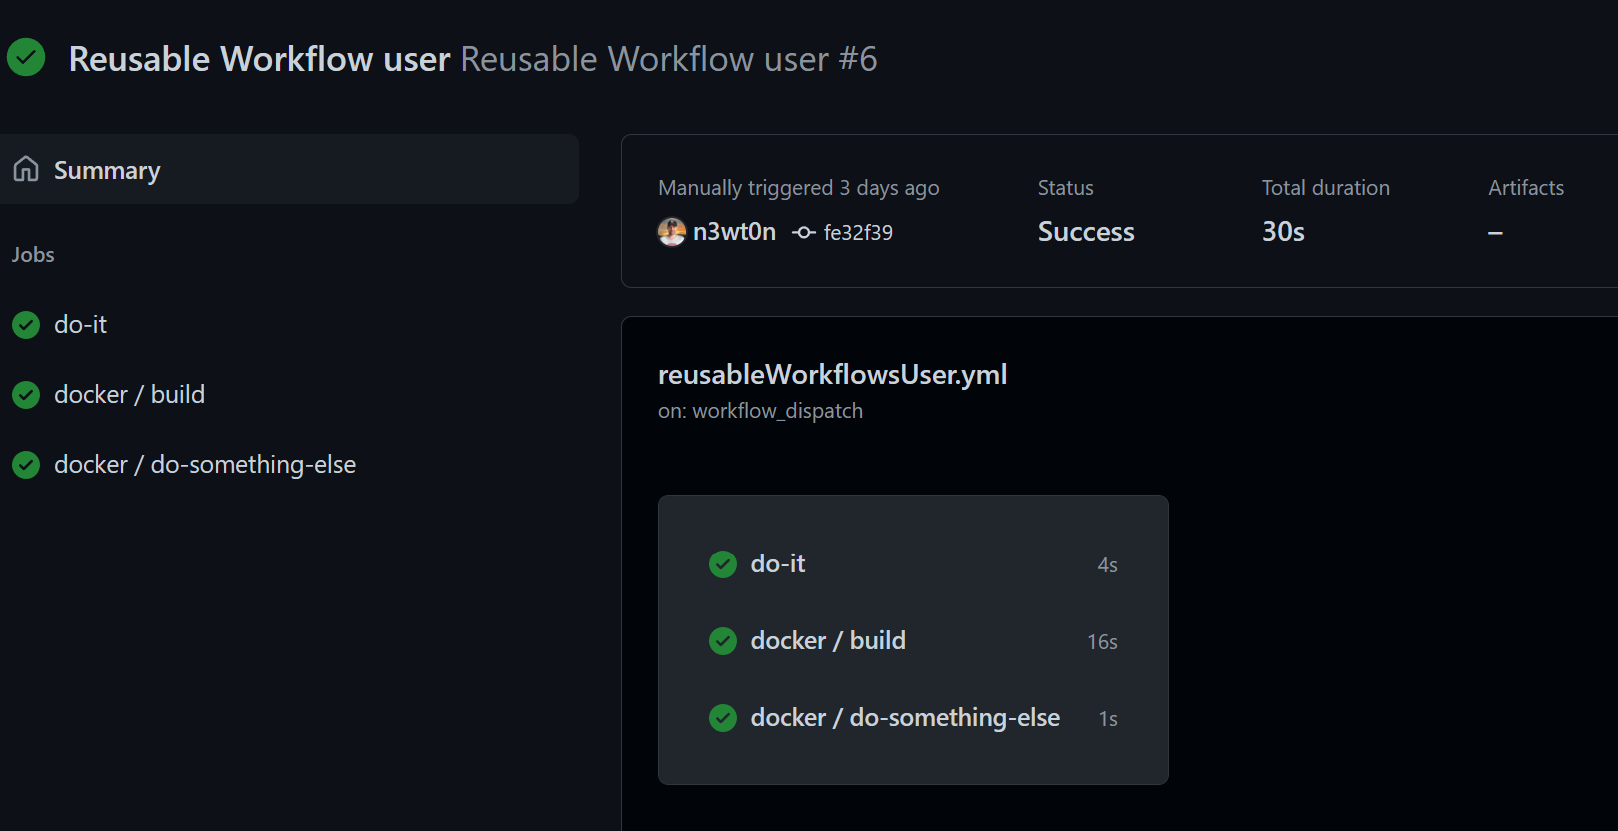 Reusable Workflow user Reusable Workflow user #6
Summary
Jobs
do-it
docker / build
docker / do-something-else
Manually triggered 3 days ago
n3wt0n fe32f39
Status
Success
Total duration
30s
Artifacts
–
reusableWorkflowsUser.yml
on: workflow_dispatch
do-it 4s
docker / build 16s
docker / do-something-else 1s